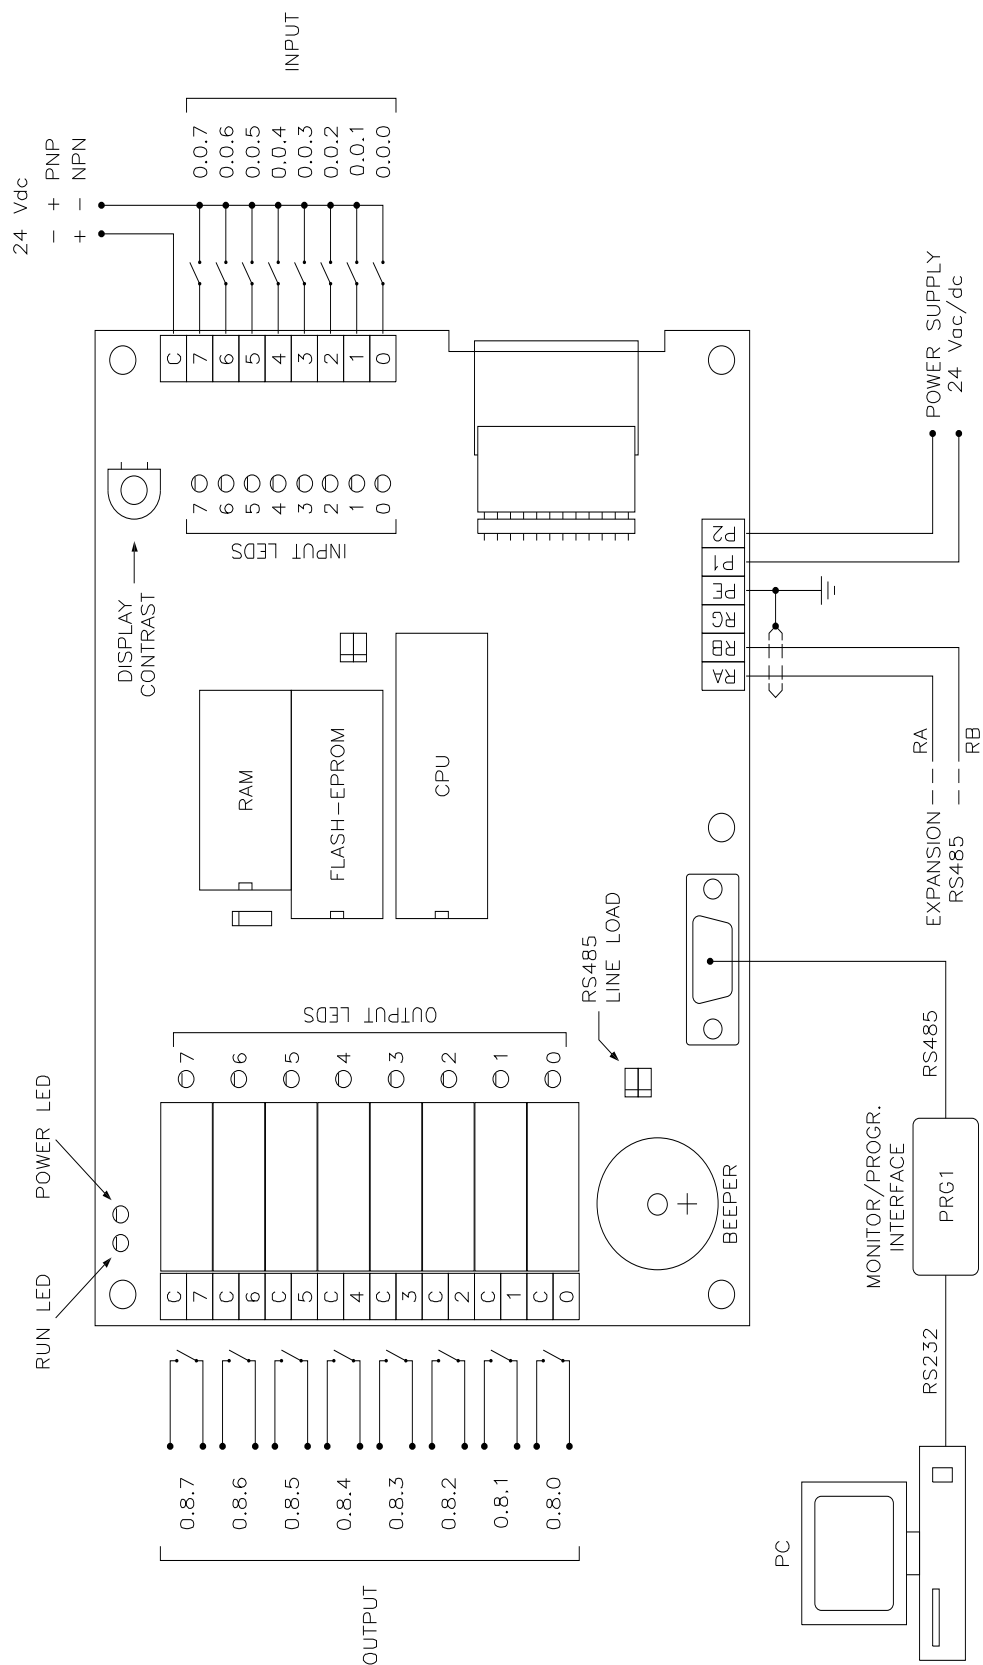 INPUT
0.0.7
0.0.6
0.0.5
0.0.4
0.0.3
0.0.2
0.0.1
0.0.0
24 Vdc
- + PNP
+ - NPN
C
7
6
5
4
3
2
1
0
DISPLAY
CONTRAST
INPUT LEDS
7
6
5
4
3
2
1
0
POWER SUPPLY
24 Vac/dc
P2
P1
PE
RG
RB
RA
RA
RB
EXPANSION
RS485
RAM
FLASH-EPROM
CPU
RS485
LINE LOAD
OUTPUT LEDS
7
6
5
4
3
2
1
0
POWER LED
RUN LED
BEEPER
+
C
7
C
6
C
5
C
4
C
3
C
2
C
1
C
0
0.8.7
0.8.6
0.8.5
0.8.4
0.8.3
0.8.2
0.8.1
0.8.0
OUTPUT
RS485
MONITOR/PROGR.
INTERFACE
PRG1
RS232
PC